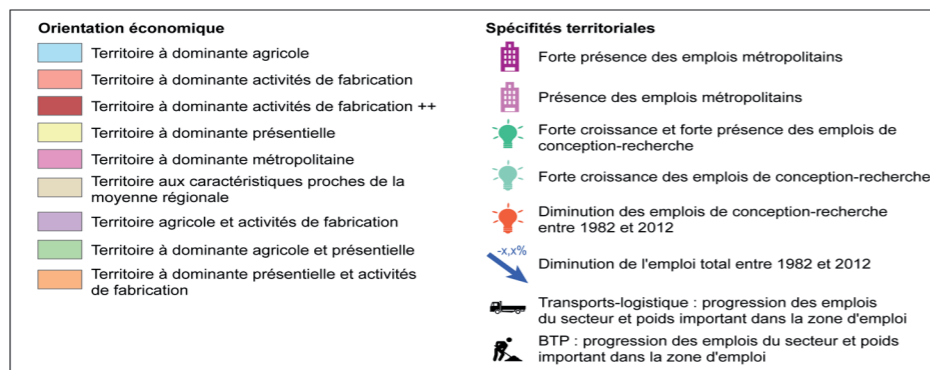 Orientation économique
Territoire à dominante agricole
Territoire à dominante activités de fabrication
Territoire à dominante activités de fabrication ++
Territoire à dominante présentielle
Territoire à dominante métropolitaine
Territoire aux caractéristiques proches de la
moyenne régionale
Territoire agricole et activités de fabrication
Territoire à dominante agricole et présentielle
Territoire à dominante présentielle et activités
de fabrication
Spécifités territoriales
Forte présence des emplois métropolitains
Présence des emplois métropolitains
Forte croissance et forte présence des emplois de
conception-recherche
Forte croissance des emplois de conception-recherche
Diminution des emplois de conception-recherche
entre 1982 et 2012
-x,x%
Diminution de l'emploi total entre 1982 et 2012
Transports-logistique : progression des emplois
du secteur et poids important dans la zone d'emploi
BTP : progression des emplois du secteur et poids
important dans la zone d'emploi